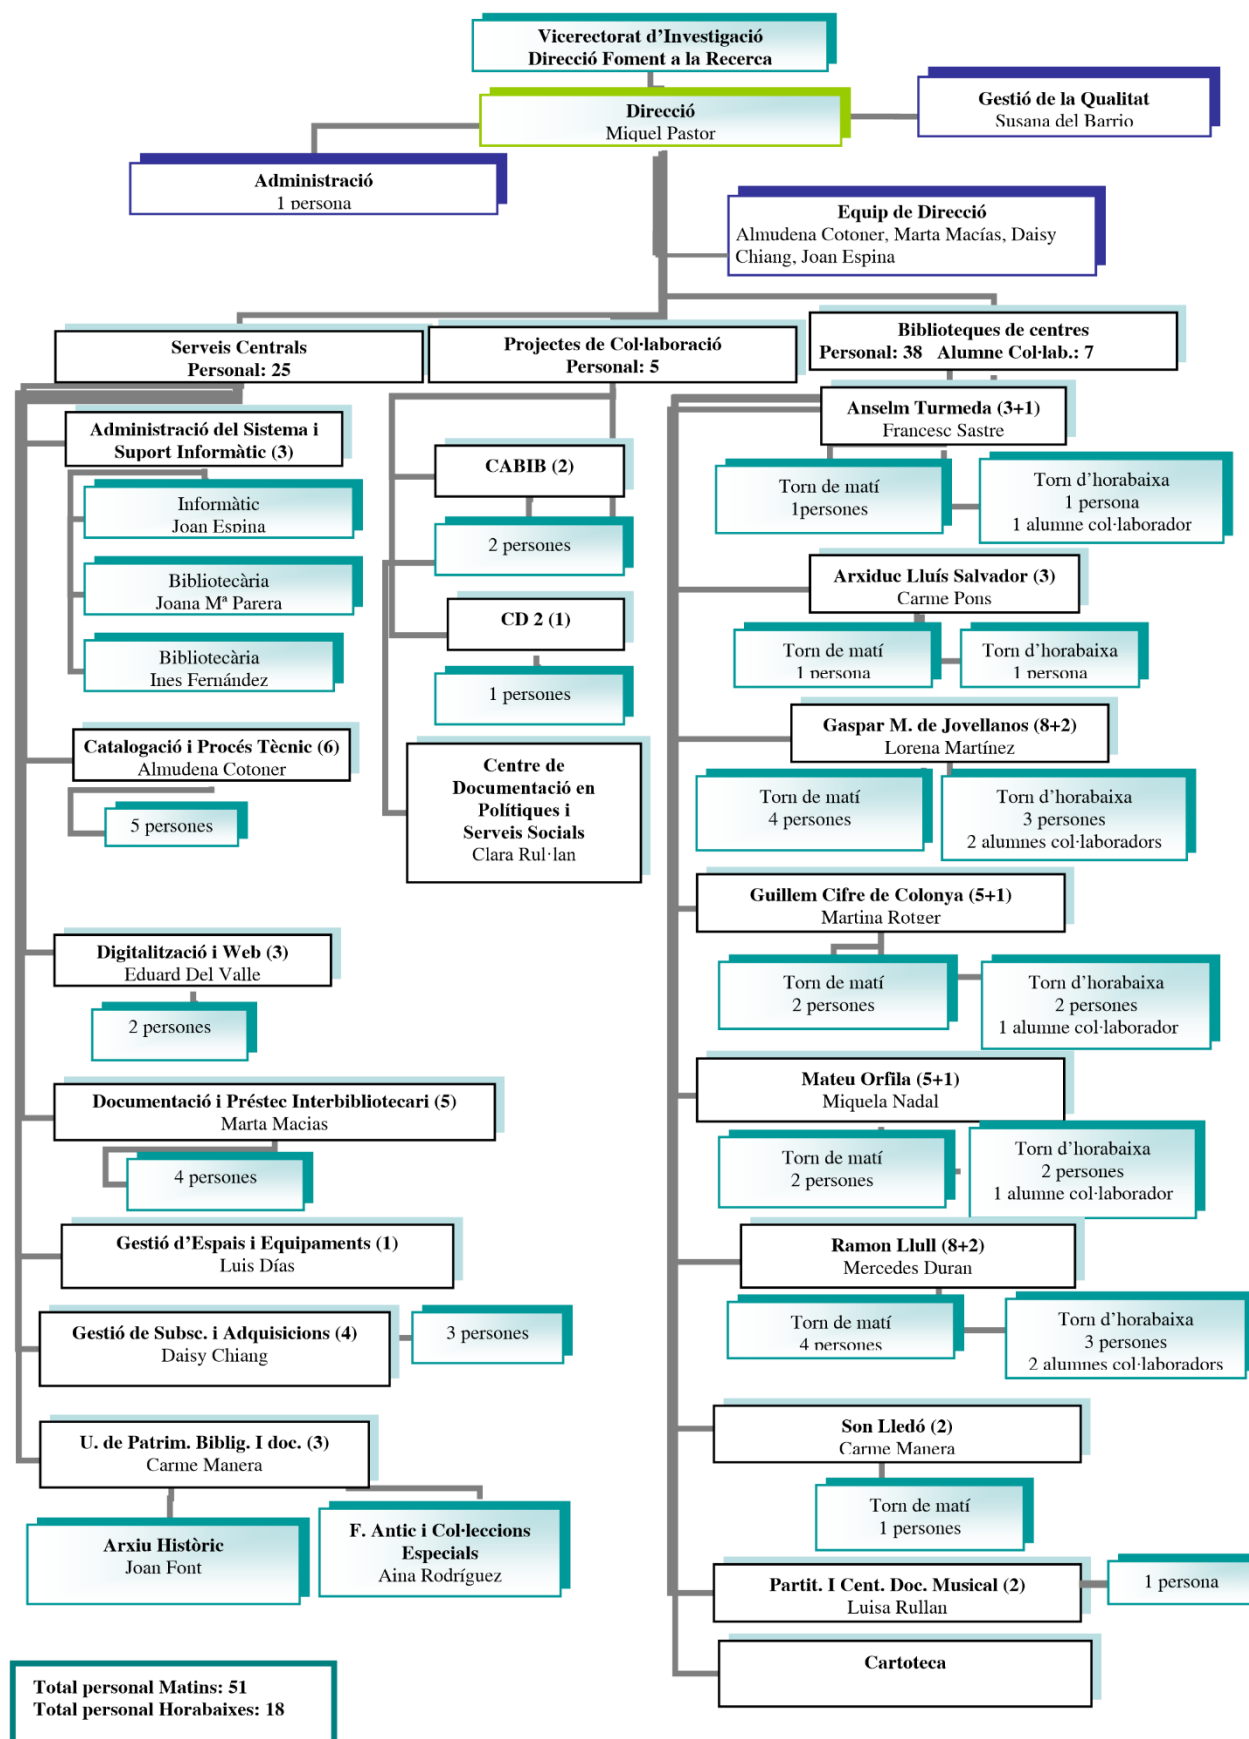 Vicerectorat d'Investigació
Direcció Foment a la Recerca
Direcció
Miquel Pastor
Gestió de la Qualitat
Susana del Barrio
Administració
1 persona
Equip de Direcció
Almudena Cotoner, Marta Macías, Daisy
Chiang, Joan Espina
Serveis Centrals
Personal: 25
Administració del Sistema i
Suport Informàtic (3)
Informàtic
Joan Espina
Bibliotecària
Joana Mª Parera
Bibliotecària
Ines Fernández
Catalogació i Procés Tècnic (6)
Almudena Cotoner
5 persones
Digitalització i Web (3)
Eduard Del Valle
2 persones
Documentació i Préstec Interbibliotecari (5)
Marta Macias
4 persones
Gestió d'Espais i Equipaments (1)
Luis Días
Gestió de Subsc. i Adquisicions (4)
Daisy Chiang
3 persones
U. de Patrim. Biblig. I doc. (3)
Carme Manera
Arxiu Històric
Joan Font
F. Antic i Col·leccions
Especials
Aina Rodríguez
Projectes de Col·laboració
Personal: 5
CABIB (2)
2 persones
CD 2 (1)
1 persones
Centre de
Documentació en
Polítiques i
Serveis Socials
Clara Rul·lan
Biblioteques de centres
Personal: 38 Alumne Col·lab.: 7
Anselm Turmeda (3+1)
Francesc Sastre
Torn de matí
1persones
Torn d'horabaixa
1 persona
1 alumne col·laborador
Arxiduc Lluís Salvador (3)
Carme Pons
Torn de matí
1 persona
Torn d'horabaixa
1 persona
Gaspar M. de Jovellanos (8+2)
Lorena Martínez
Torn de matí
4 persones
Torn d'horabaixa
3 persones
2 alumnes col·laboradors
Guillem Cifre de Colonya (5+1)
Martina Rotger
Torn de matí
2 persones
Torn d'horabaixa
2 persones
1 alumne col·laborador
Mateu Orfila (5+1)
Miquela Nadal
Torn de matí
2 persones
Torn d'horabaixa
2 persones
1 alumne col·laborador
Ramon Llull (8+2)
Mercedes Duran
Torn de matí
4 persones
Torn d'horabaixa
3 persones
2 alumnes col·laboradors
Son Lledó (2)
Carme Manera
Torn de matí
1 persones
Partit. I Cent. Doc. Musical (2)
Luisa Rullan
1 persona
Cartoteca
Total personal Matins: 51
Total personal Horabaixes: 18